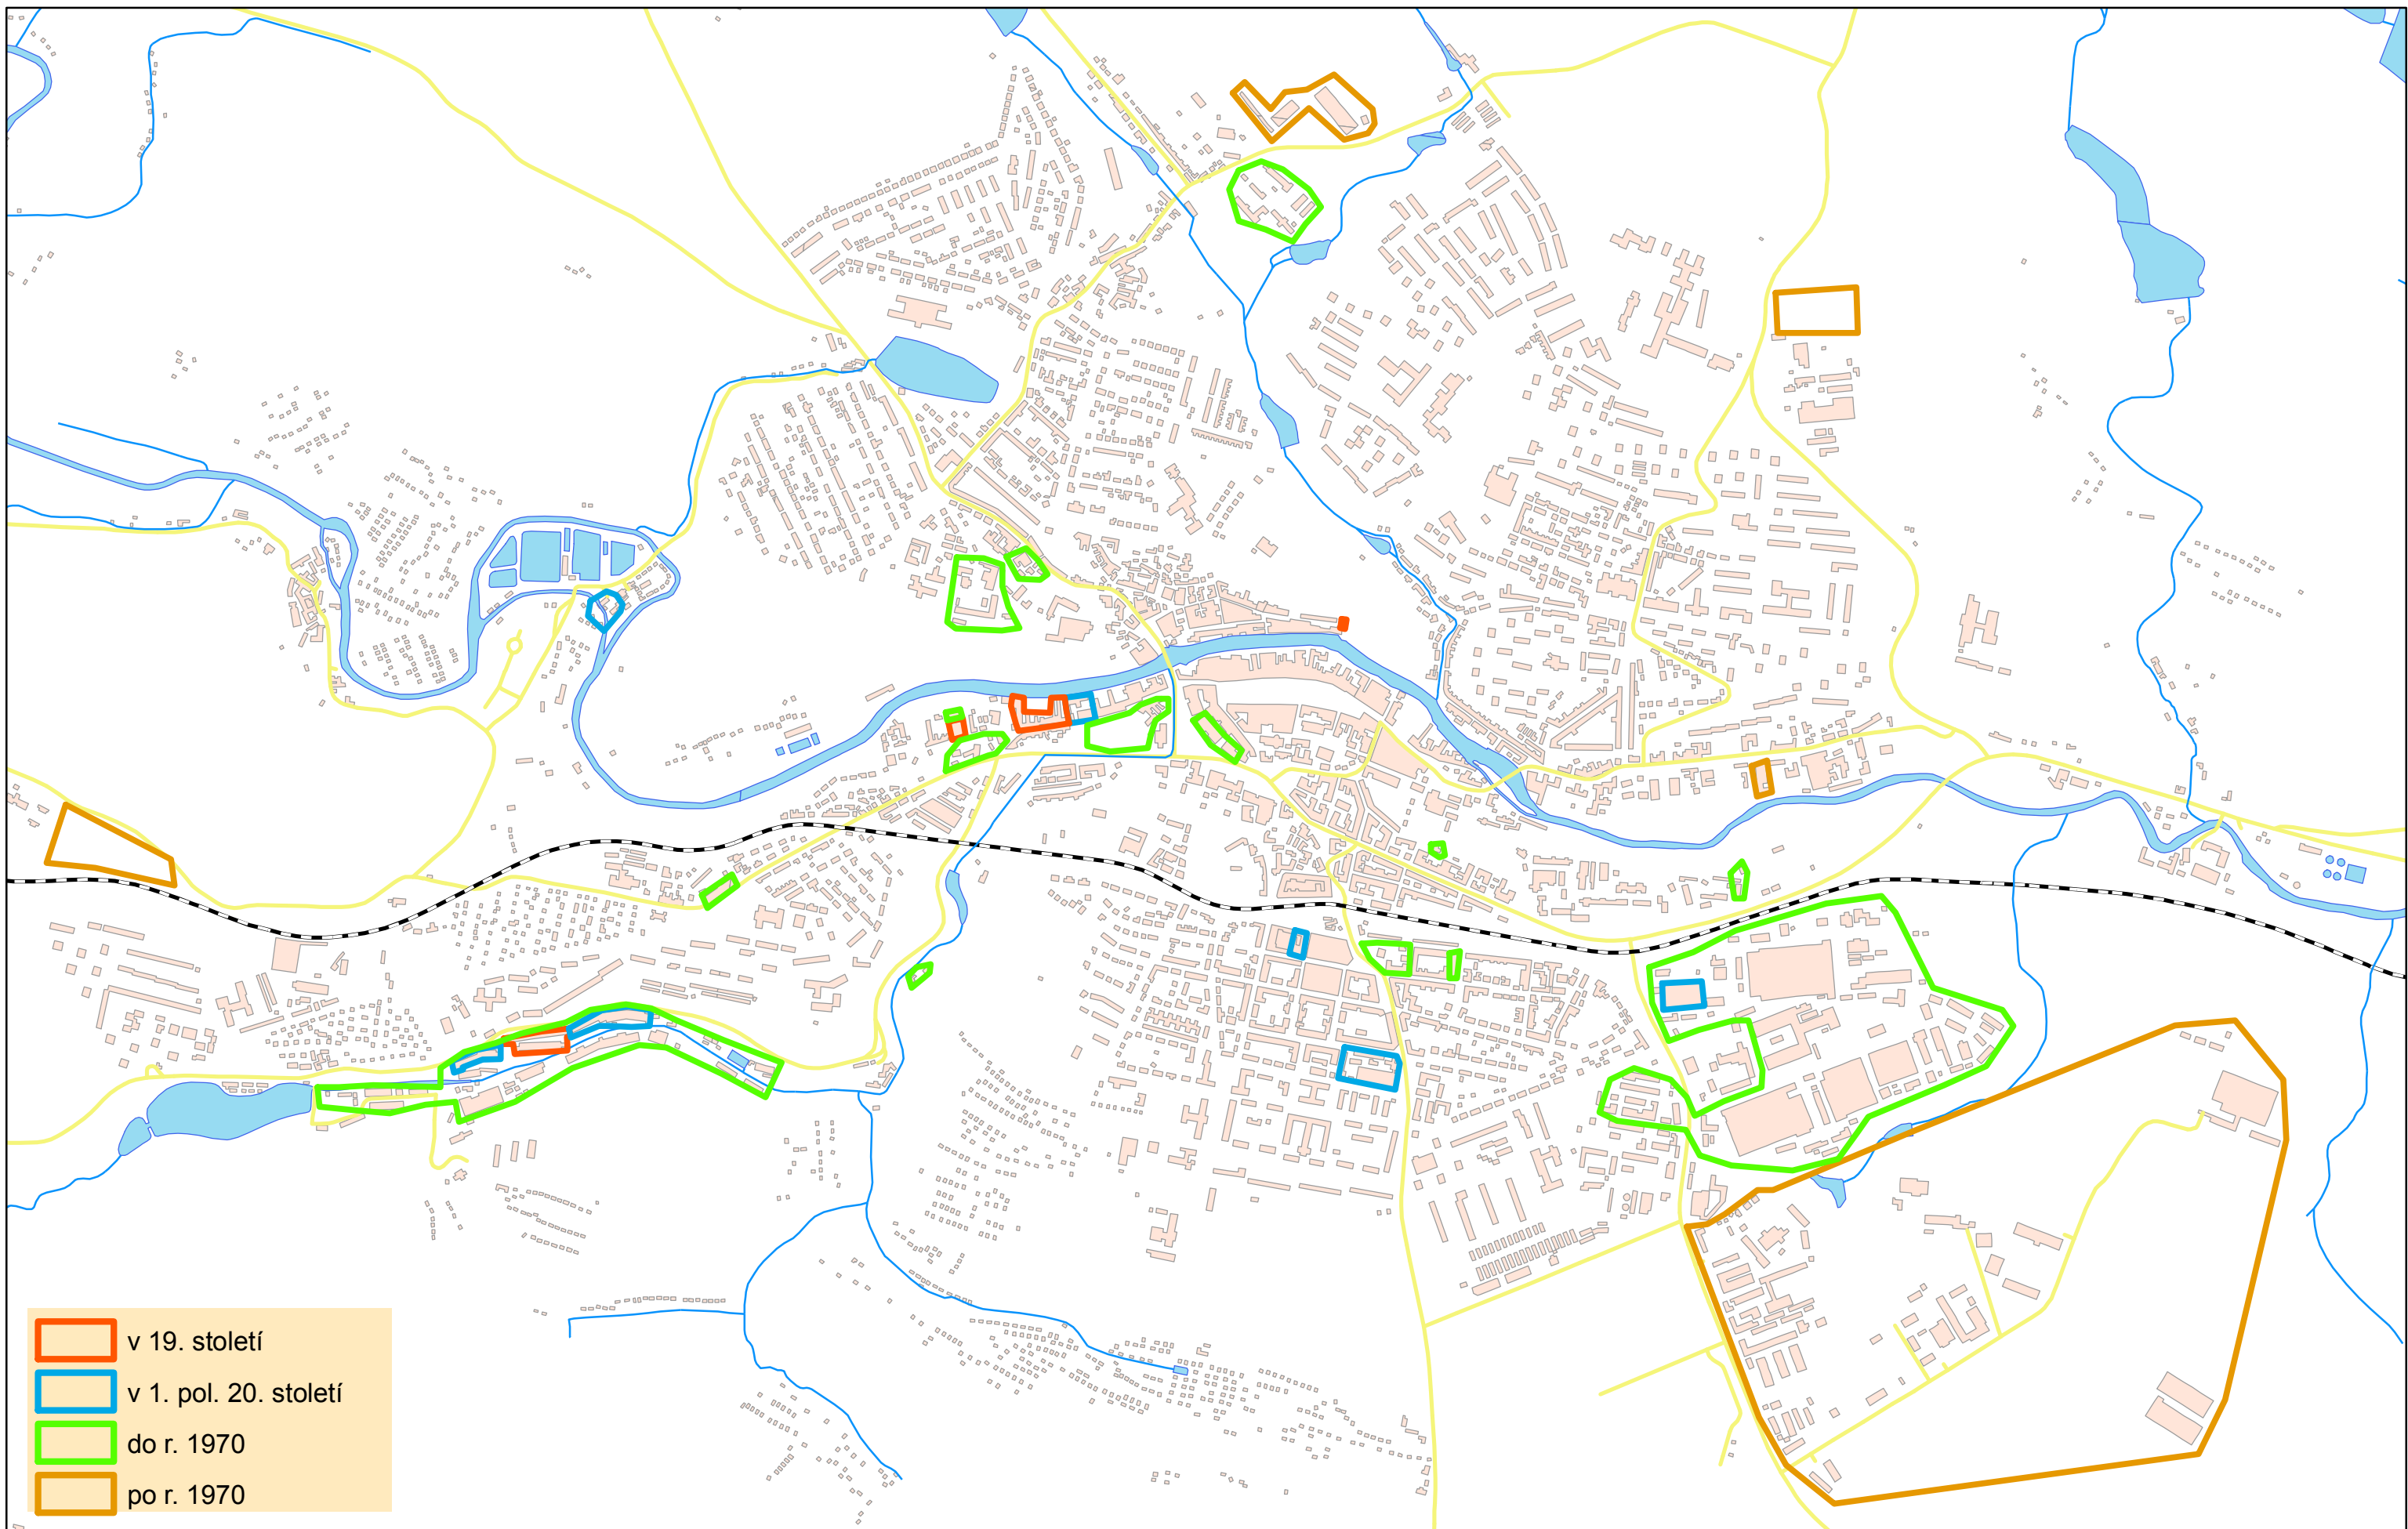 v 19. století
v 1. pol. 20. století
do r. 1970
po r. 1970